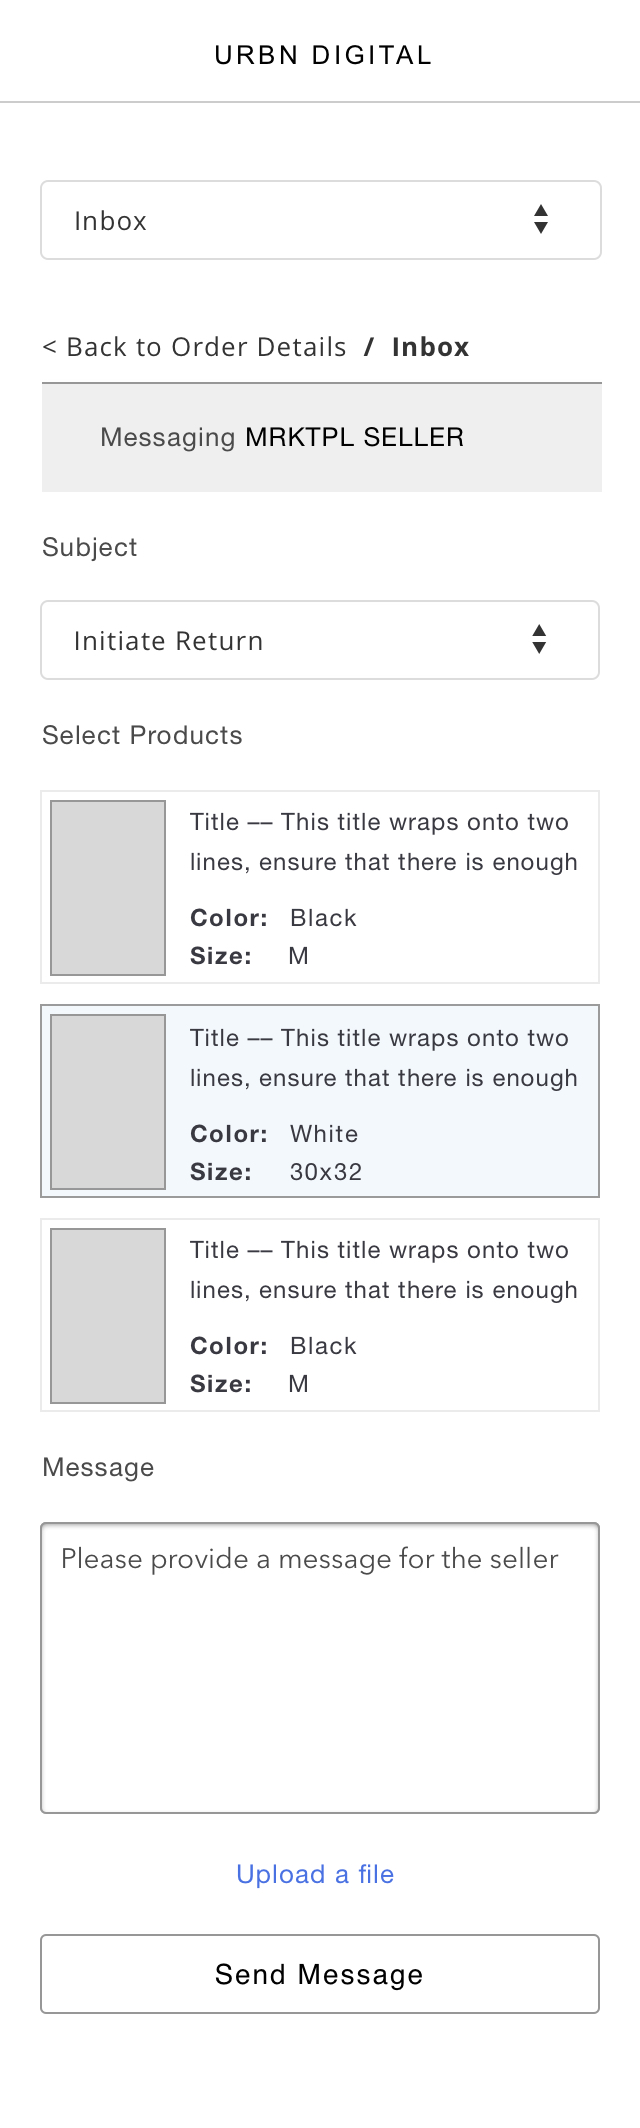 URBN DIGITAL
Inbox
< Back to Order Details / Inbox
Messaging MRKTPL SELLER
Subject
Initiate Return
Select Products
Title –– This title wraps onto two
lines, ensure that there is enough
Color: Black
Size: M
Title –– This title wraps onto two
lines, ensure that there is enough
Color: White
Size: 30x32
Title –– This title wraps onto two
lines, ensure that there is enough
Color: Black
Size: M
Message
Please provide a message for the seller
Upload a file
Send Message